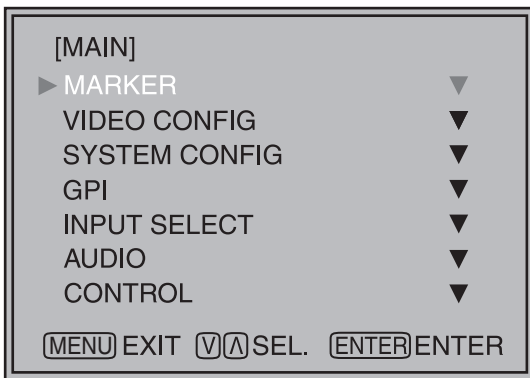 [MAIN]
▶ MARKER ▼
VIDEO CONFIG ▼
SYSTEM CONFIG ▼
GPI ▼
INPUT SELECT ▼
AUDIO ▼
CONTROL ▼
MENU EXIT V Λ SEL. ENTER ENTER